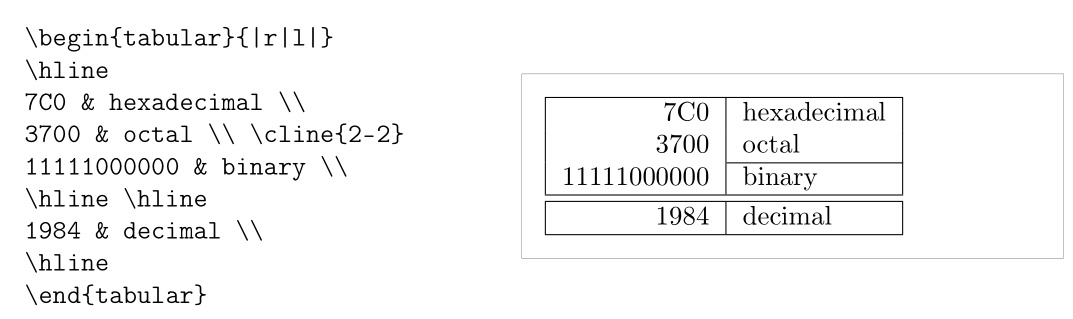 \begin{tabular}{|r|l|}
\hline
7C0 & hexadecimal \\
3700 & octal \\ \cline{2-2}
11111000000 & binary \\
\hline \hline
1984 & decimal \\
\hline
\end{tabular}
7C0 hexadecimal
3700 octal
11111000000 binary
1984 decimal